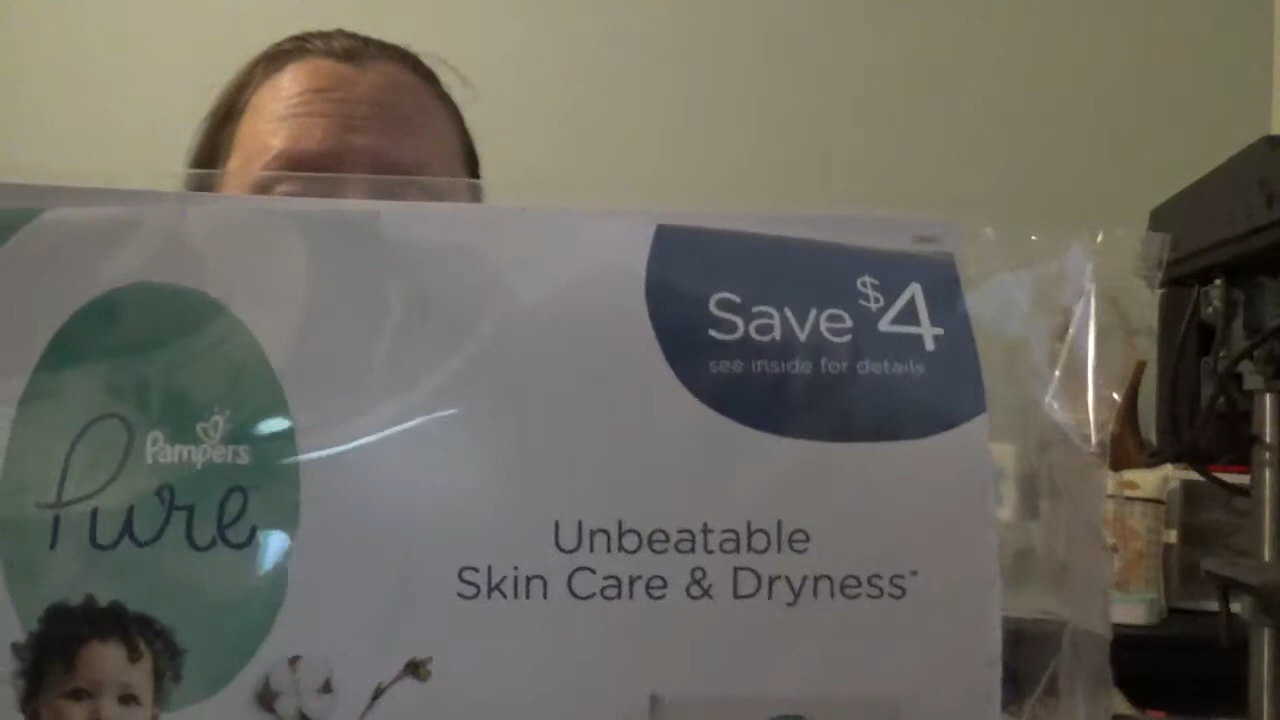 Save $4
see inside for details
Pampers
Pure
Unbeatable
Skin Care & Dryness™